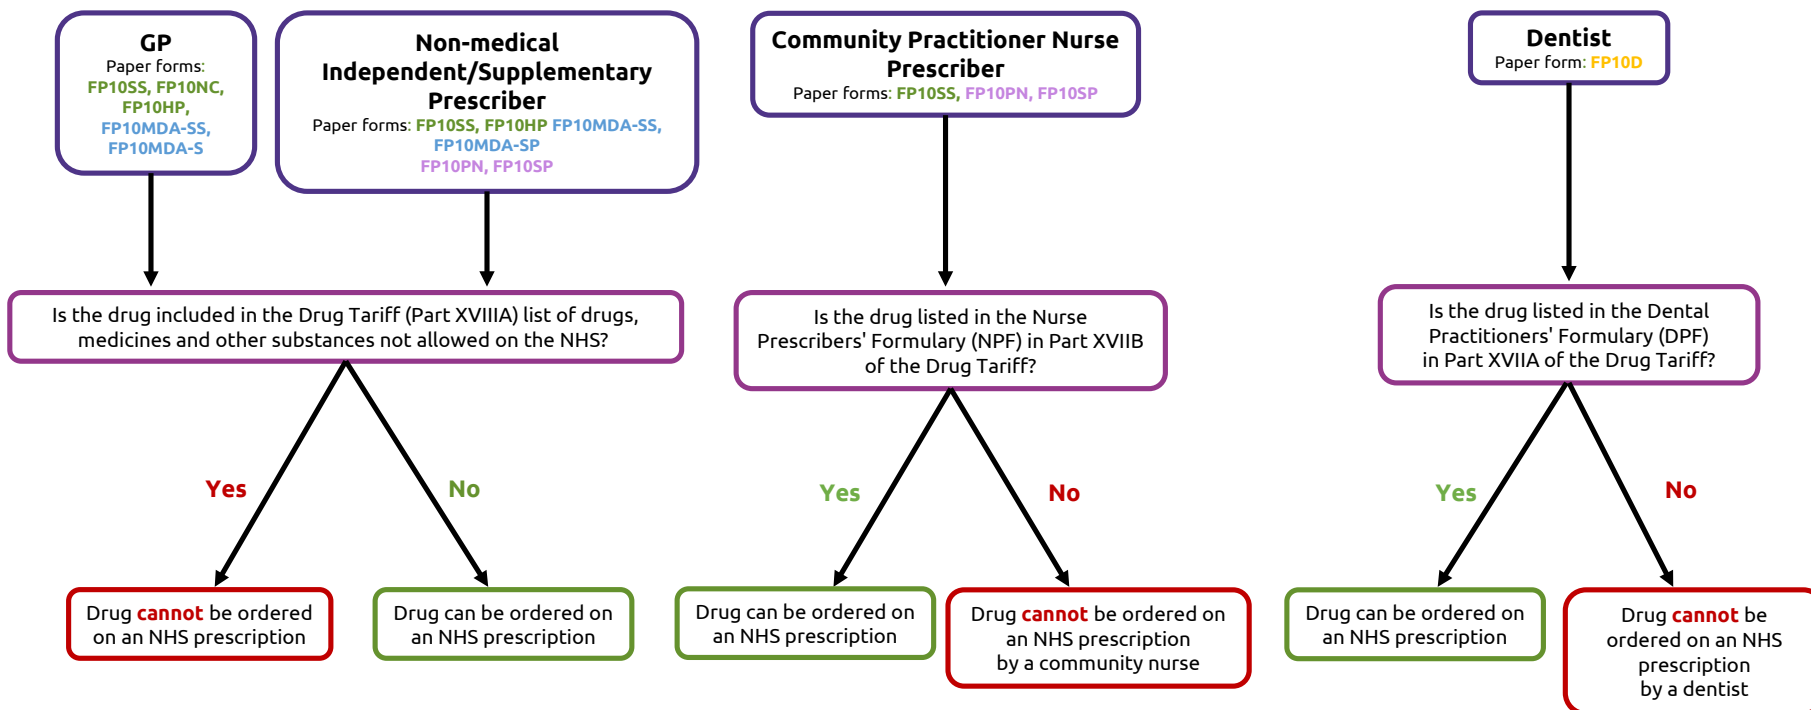 GP
Paper forms:
FP10SS, FP10NC,
FP10HP,
FP10MDA-SS,
FP10MDA-S
Non-medical
Independent/Supplementary
Prescriber
Paper forms: FP10SS, FP10HP FP10MDA-SS,
FP10MDA-SP
FP10PN, FP10SP
Community Practitioner Nurse
Prescriber
Paper forms: FP10SS, FP10PN, FP10SP
Dentist
Paper form: FP10D
Is the drug included in the Drug Tariff (Part XVIIIA) list of drugs,
medicines and other substances not allowed on the NHS?
Is the drug listed in the Nurse
Prescribers' Formulary (NPF) in Part XVIIB
of the Drug Tariff?
Is the drug listed in the Dental
Practitioners' Formulary (DPF)
in Part XVIIA of the Drug Tariff?
Yes
No
Yes
No
Yes
No
Drug cannot be ordered
on an NHS prescription
Drug can be ordered on
an NHS prescription
Drug can be ordered on
an NHS prescription
Drug cannot be ordered on
an NHS prescription
by a community nurse
Drug can be ordered on
an NHS prescription
Drug cannot be
ordered on an NHS
prescription
by a dentist